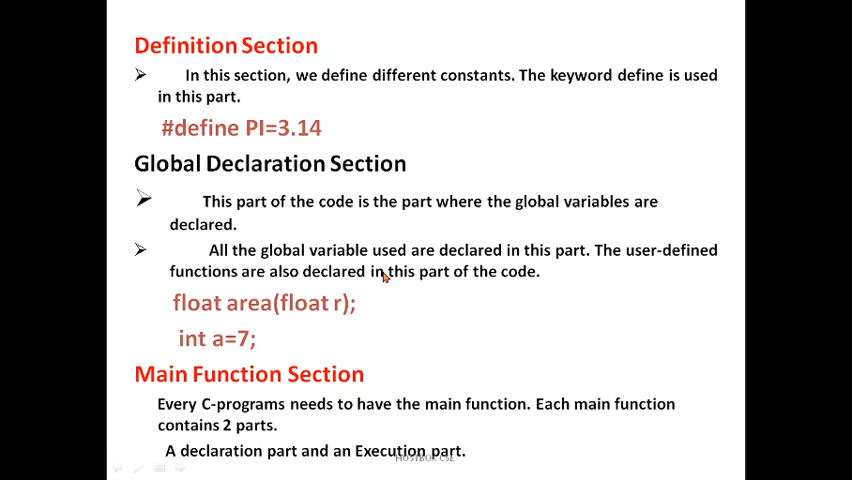 Definition Section
In this section, we define different constants. The keyword define is used
in this part.
#define PI=3.14
Global Declaration Section
This part of the code is the part where the global variables are
declared.
All the global variable used are declared in this part. The user-defined
functions are also declared in this part of the code.
float area(float r);
int a=7;
Main Function Section
Every C-programs needs to have the main function. Each main function
contains 2 parts.
A declaration part and an Execution part.